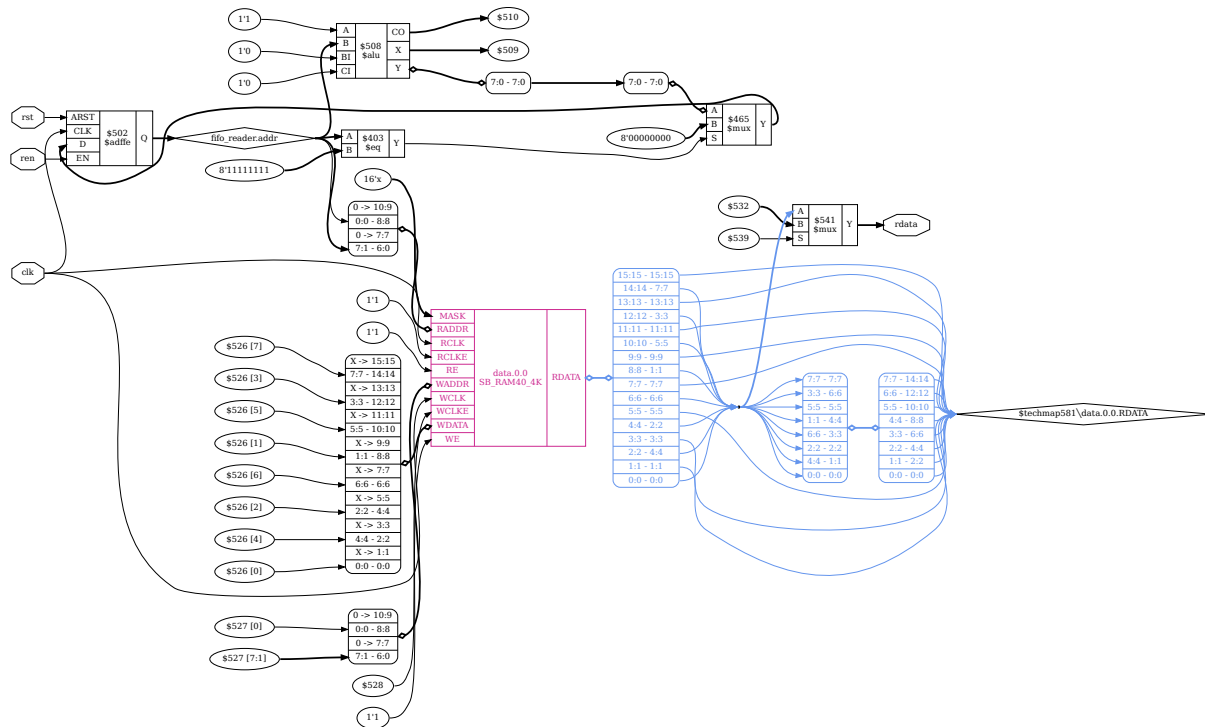 1'1
1'0
1'0
A
B
BI
CI
$508
$alu
CO
X
Y
$510
$509
7:0 - 7:0
7:0 - 7:0
rst
ren
ARST
CLK
D
EN
$502
$adffe
Q
fifo_reader.addr
8'11111111
A
B
$403
$eq
Y
8'00000000
A
B
S
$465
$mux
Y
16'x
0 -> 10:9
0:0 - 8:8
0 -> 7:7
7:1 - 6:0
$532
$539
A
B
S
$541
$mux
Y
rdata
clk
1'1
1'1
MASK
RADDR
RCLK
RCLKE
RE
WADDR
WCLK
WCLKE
WDATA
WE
data.0.0
SB_RAM40_4K
RDATA
$526 [7]
$526 [3]
$526 [5]
$526 [1]
$526 [6]
$526 [2]
$526 [4]
$526 [0]
X -> 15:15
7:7 - 14:14
X -> 13:13
3:3 - 12:12
X -> 11:11
5:5 - 10:10
X -> 9:9
1:1 - 8:8
X -> 7:7
6:6 - 6:6
X -> 5:5
2:2 - 4:4
X -> 3:3
4:4 - 2:2
X -> 1:1
0:0 - 0:0
15:15 - 15:15
14:14 - 7:7
13:13 - 13:13
12:12 - 3:3
11:11 - 11:11
10:10 - 5:5
9:9 - 9:9
8:8 - 1:1
7:7 - 7:7
6:6 - 6:6
5:5 - 5:5
4:4 - 2:2
3:3 - 3:3
2:2 - 4:4
1:1 - 1:1
0:0 - 0:0
7:7 - 7:7
3:3 - 6:6
5:5 - 5:5
1:1 - 4:4
6:6 - 3:3
2:2 - 2:2
4:4 - 1:1
0:0 - 0:0
7:7 - 14:14
6:6 - 12:12
5:5 - 10:10
4:4 - 8:8
3:3 - 6:6
2:2 - 4:4
1:1 - 2:2
0:0 - 0:0
$techmap581\data.0.0.RDATA
$527 [0]
$527 [7:1]
0 -> 10:9
0:0 - 8:8
0 -> 7:7
7:1 - 6:0
$528
1'1